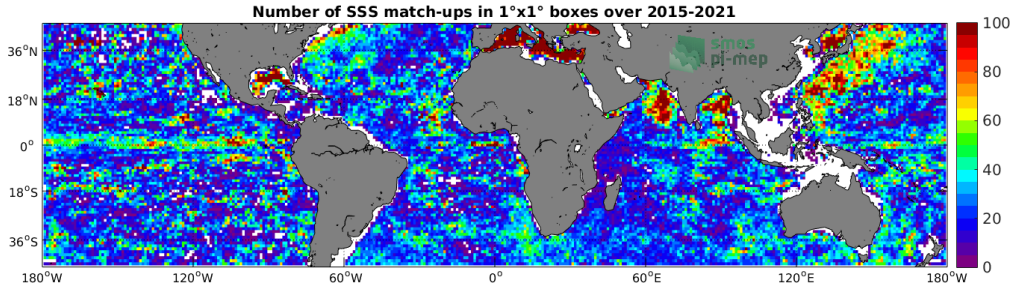 Number of SSS match-ups in 1°x1° boxes over 2015-2021
smos
pi-mep
36°N
18°N
0°
18°S
36°S
180°W 120°W 60°W 0° 60°E 120°E 180°W
100
80
60
40
20
0